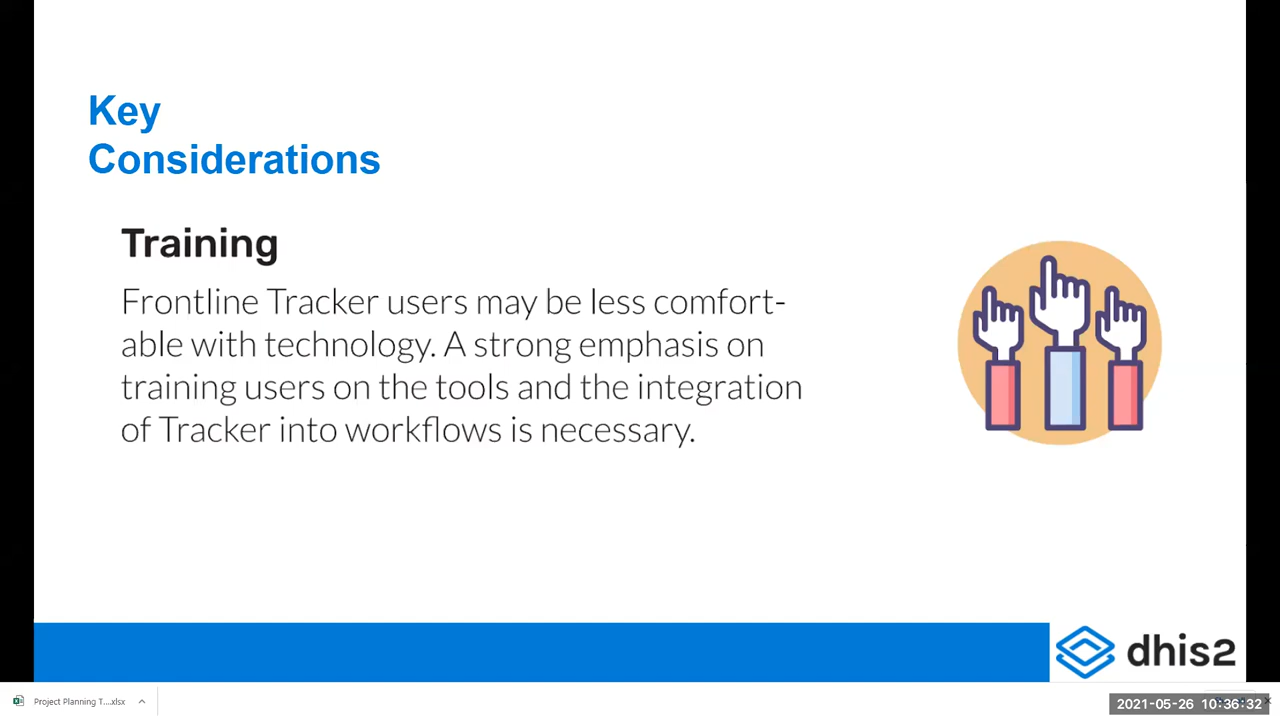 Key
Considerations
Training
Frontline Tracker users may be less comfort-
able with technology. A strong emphasis on
training users on the tools and the integration
of Tracker into workflows is necessary.
dhis2
Project Planning T....xlsx
2021-05-26 10:36:32